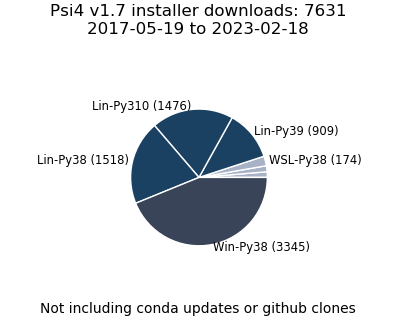 Psi4 v1.7 installer downloads: 7631
2017-05-19 to 2023-02-18
Lin-Py310 (1476)
Lin-Py39 (909)
Lin-Py38 (1518)
WSL-Py38 (174)
Win-Py38 (3345)
Not including conda updates or github clones